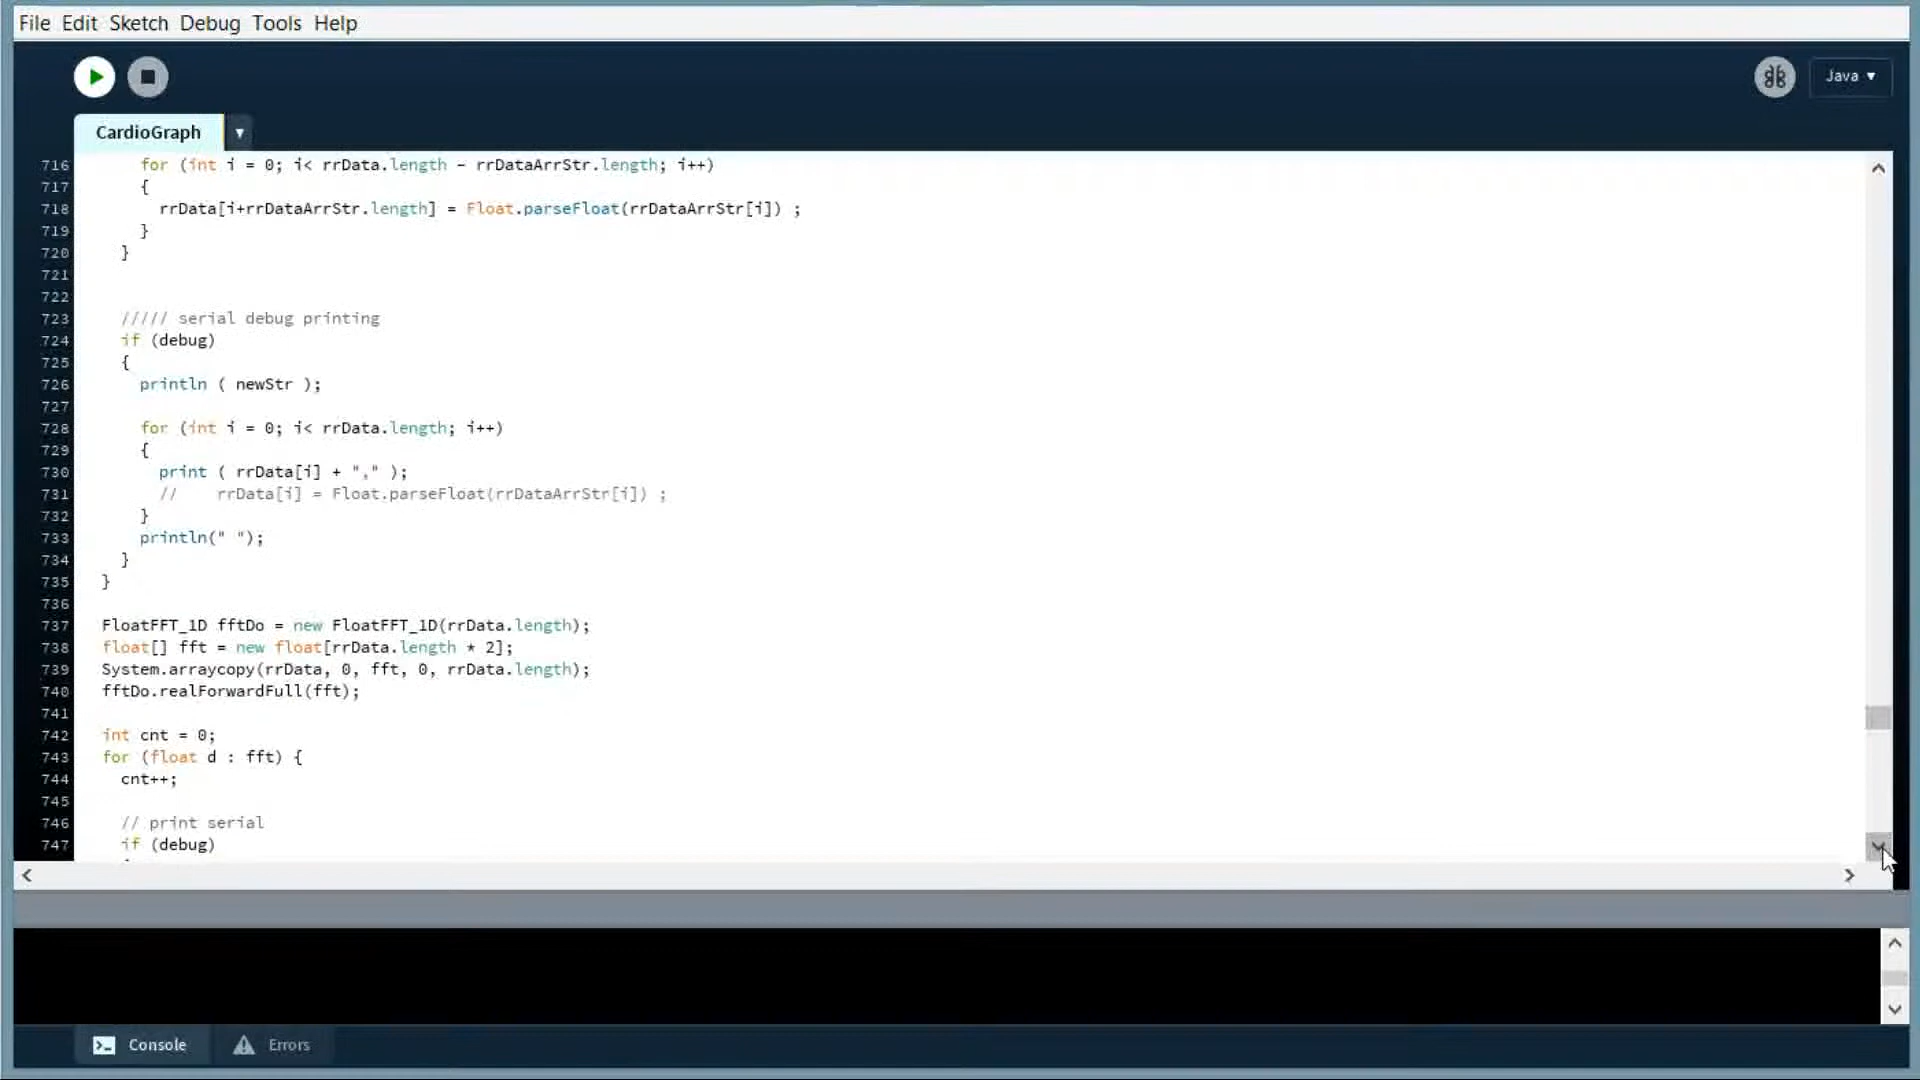 File Edit Sketch Debug Tools Help
Java ▼
CardioGraph ▼
716 for (int i = 0; i< rrData.length - rrDataArrStr.length; i++)
717 {
718 rrData[i+rrDataArrStr.length] = Float.parseFloat(rrDataArrStr[i]) ;
719 }
720 }
721
722
723 ///// serial debug printing
724 if (debug)
725 {
726 println ( newStr );
727
728 for (int i = 0; i< rrData.length; i++)
729 {
730 print ( rrData[i] + "," );
731 // rrData[i] = Float.parseFloat(rrDataArrStr[i]) ;
732 }
733 println(" ");
734 }
735 }
736
737 FloatFFT_1D fftDo = new FloatFFT_1D(rrData.length);
738 float[] fft = new float[rrData.length * 2];
739 System.arraycopy(rrData, 0, fft, 0, rrData.length);
740 fftDo.realForwardFull(fft);
741
742 int cnt = 0;
743 for (float d : fft) {
744 cnt++;
745
746 // print serial
747 if (debug)
Console Errors